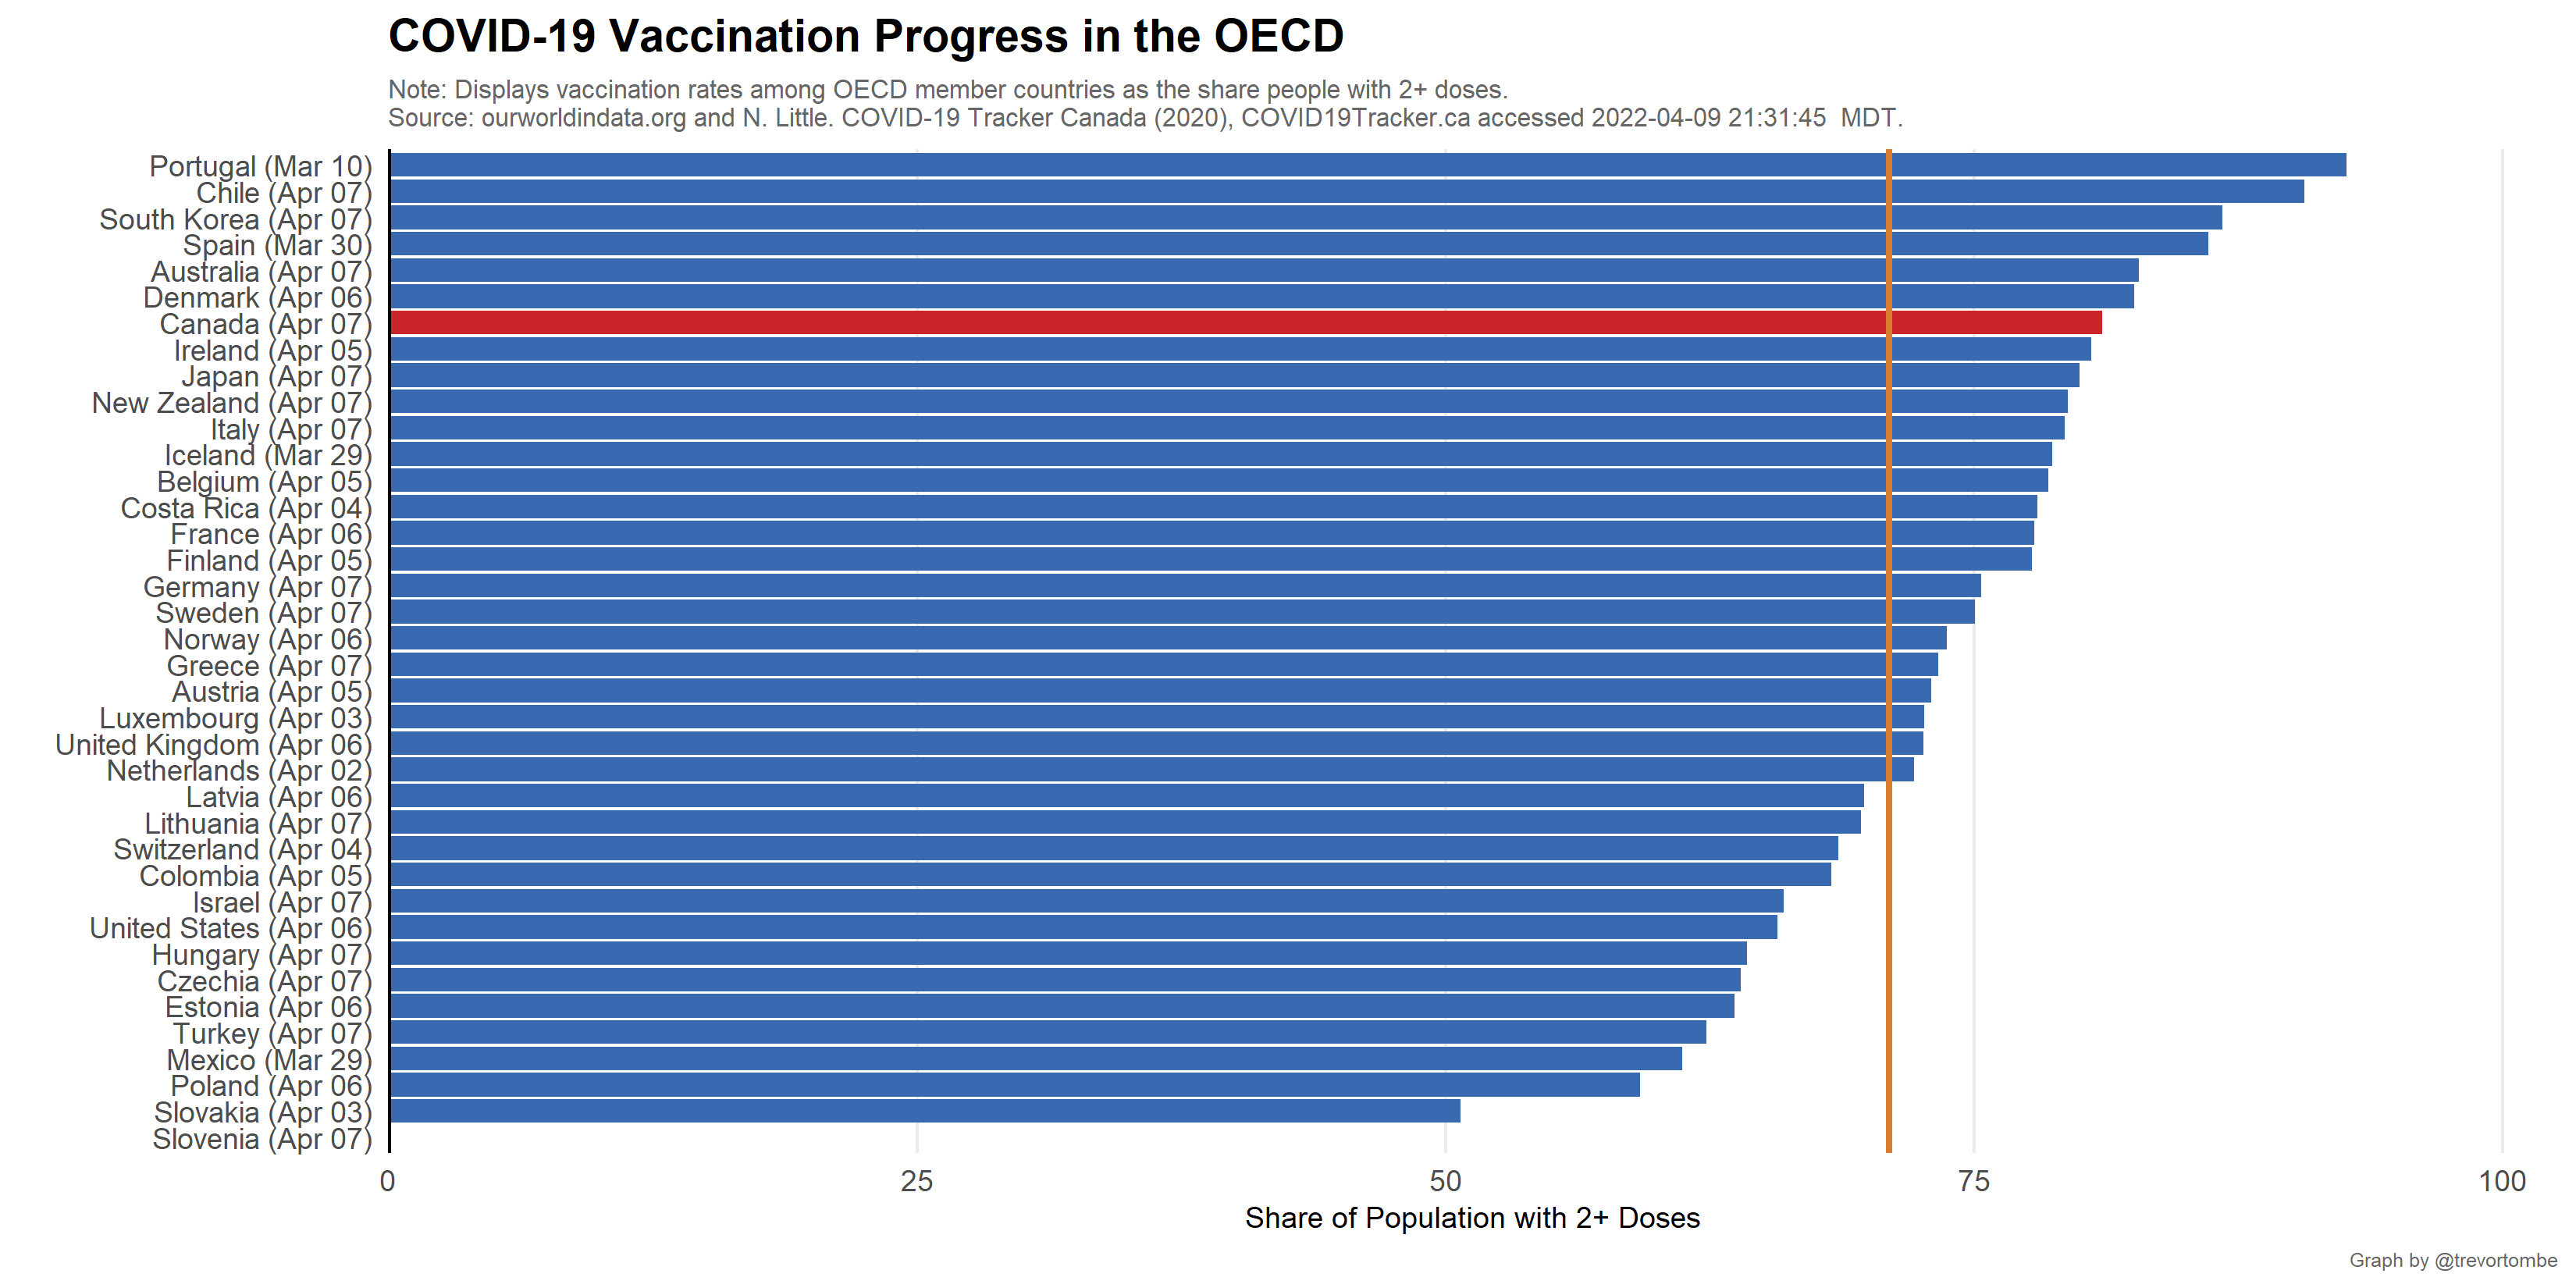 COVID-19 Vaccination Progress in the OECD
Note: Displays vaccination rates among OECD member countries as the share people with 2+ doses.
Source: ourworldindata.org and N. Little. COVID-19 Tracker Canada (2020), COVID19Tracker.ca accessed 2022-04-09 21:31:45  MDT.
Portugal (Mar 10)
Chile (Apr 07)
South Korea (Apr 07)
Spain (Mar 30)
Australia (Apr 07)
Denmark (Apr 06)
Canada (Apr 07)
Ireland (Apr 05)
Japan (Apr 07)
New Zealand (Apr 07)
Italy (Apr 07)
Iceland (Mar 29)
Belgium (Apr 05)
Costa Rica (Apr 04)
France (Apr 06)
Finland (Apr 05)
Germany (Apr 07)
Sweden (Apr 07)
Norway (Apr 06)
Greece (Apr 07)
Austria (Apr 05)
Luxembourg (Apr 03)
United Kingdom (Apr 06)
Netherlands (Apr 02)
Latvia (Apr 06)
Lithuania (Apr 07)
Switzerland (Apr 04)
Colombia (Apr 05)
Israel (Apr 07)
United States (Apr 06)
Hungary (Apr 07)
Czechia (Apr 07)
Estonia (Apr 06)
Turkey (Apr 07)
Mexico (Mar 29)
Poland (Apr 06)
Slovakia (Apr 03)
Slovenia (Apr 07)
0 25 50 75 100
Share of Population with 2+ Doses
Graph by @trevortombe